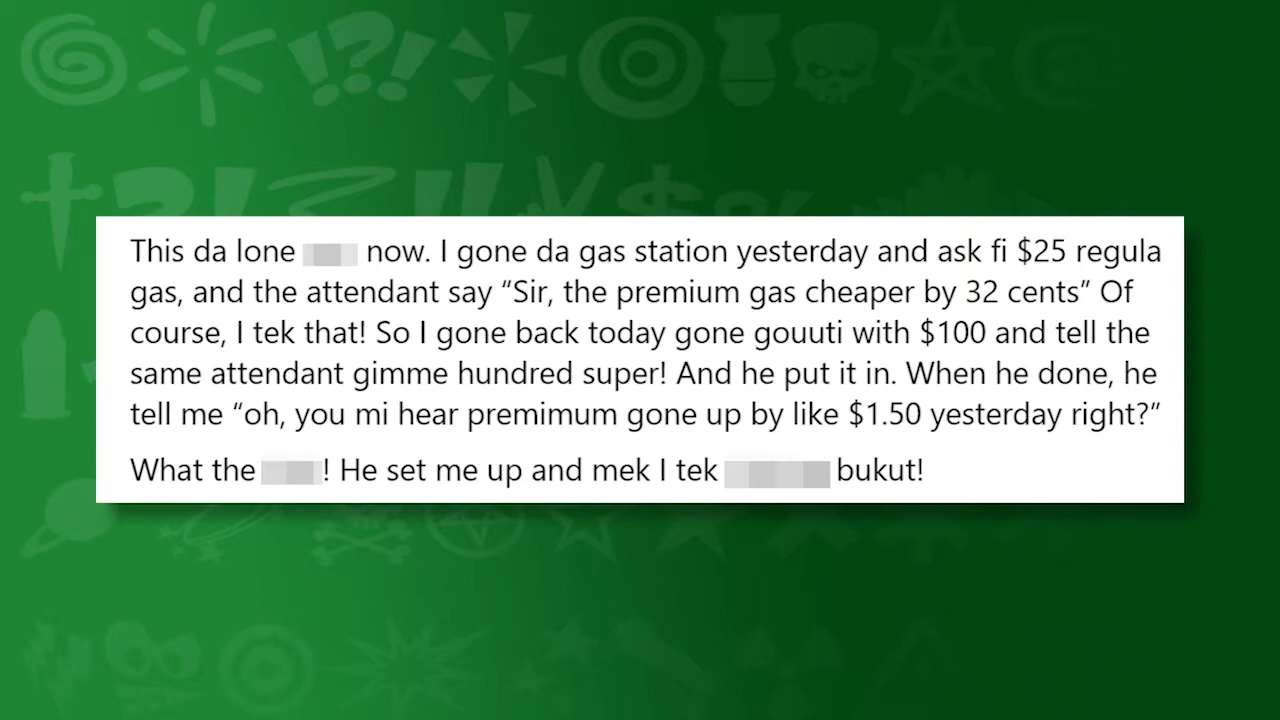 This da lone now. I gone da gas station yesterday and ask fi $25 regula
gas, and the attendant say “Sir, the premium gas cheaper by 32 cents” Of
course, I tek that! So I gone back today gone gouuti with $100 and tell the
same attendant gimme hundred super! And he put it in. When he done, he
tell me “oh, you mi hear premimum gone up by like $1.50 yesterday right?”
What the ! He set me up and mek I tek bukut!